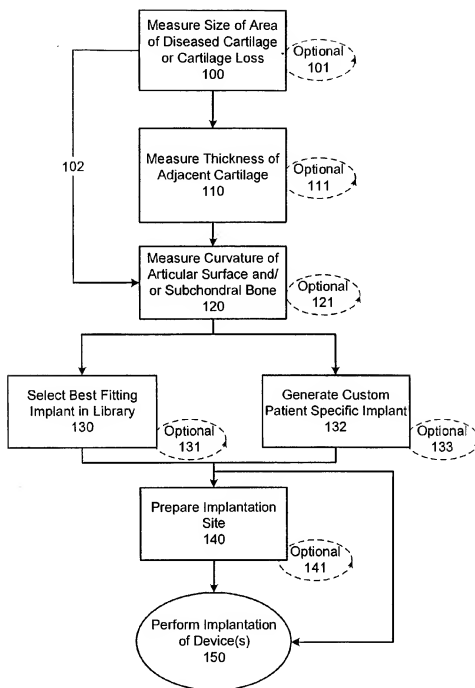 Measure Size of Area
of Diseased Cartilage
or Cartilage Loss
100
Optional
101
102
Measure Thickness of
Adjacent Cartilage
110
Optional
111
Measure Curvature of
Articular Surface and/
or Subchondral Bone
120
Optional
121
Select Best Fitting
Implant in Library
130
Optional
131
Generate Custom
Patient Specific Implant
132
Optional
133
Prepare Implantation
Site
140
Optional
141
Perform Implantation
of Device(s)
150